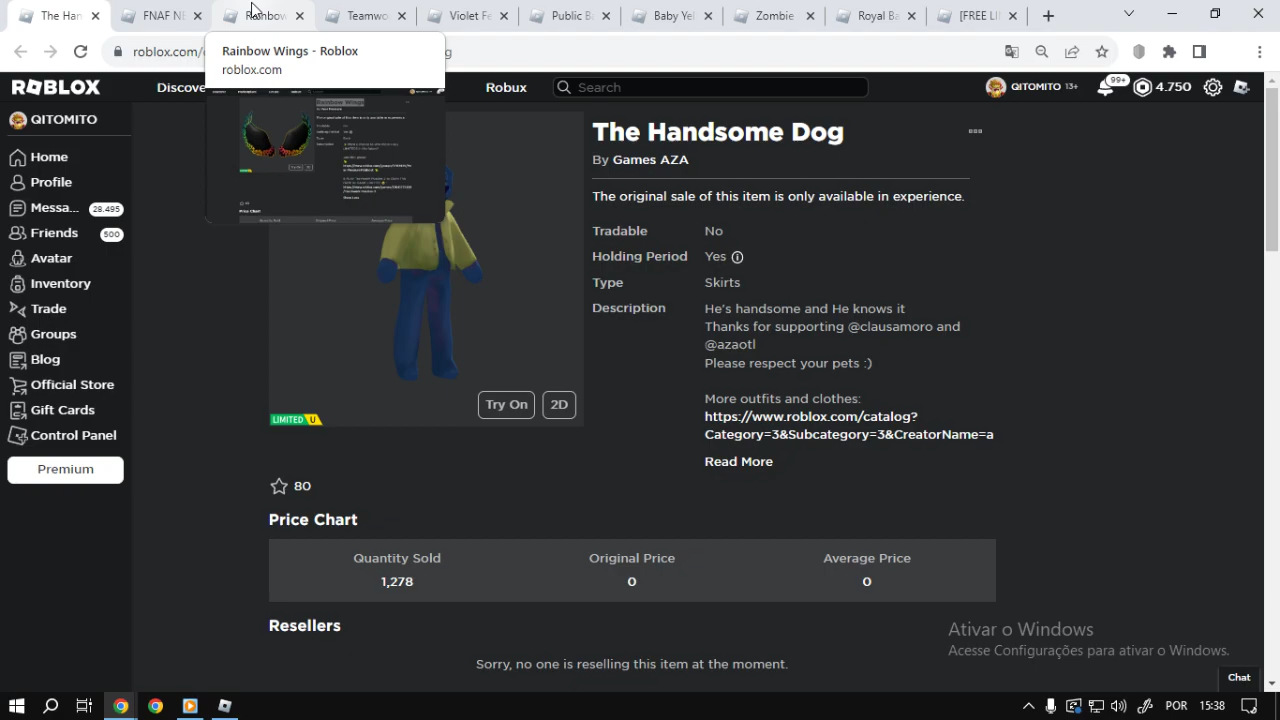 The Han
FNAF NE
Rainbow
Teamwo
Violet Fe
Public B
Baby Yel
Zombie
Royal Ba
[FREE LI
roblox.com/
Rainbow Wings - Roblox
roblox.com
ROBLOX
Discove
Robux
Search
QITOMITO 13+
99+
4.750
QITOMITO
Home
Profile
Messa... 28.495
Friends 500
Avatar
Inventory
Trade
Groups
Blog
Official Store
Gift Cards
Control Panel
Premium
Price Chart
Try On
2D
LIMITED U
The Handsom Dog
By Games AZA
The original sale of this item is only available in experience.
Tradable No
Holding Period Yes
Type Skirts
Description He's handsome and He knows it
Thanks for supporting @clausamoro and
@azaotl
Please respect your pets :)
More outfits and clothes:
https://www.roblox.com/catalog?
Category=3&Subcategory=3&CreatorName=a
Read More
80
Price Chart
Quantity Sold Original Price Average Price
1,278 0 0
Resellers
Sorry, no one is reselling this item at the moment.
Ativar o Windows
Acesse Configurações para ativar o Windows.
Chat
POR 15:38